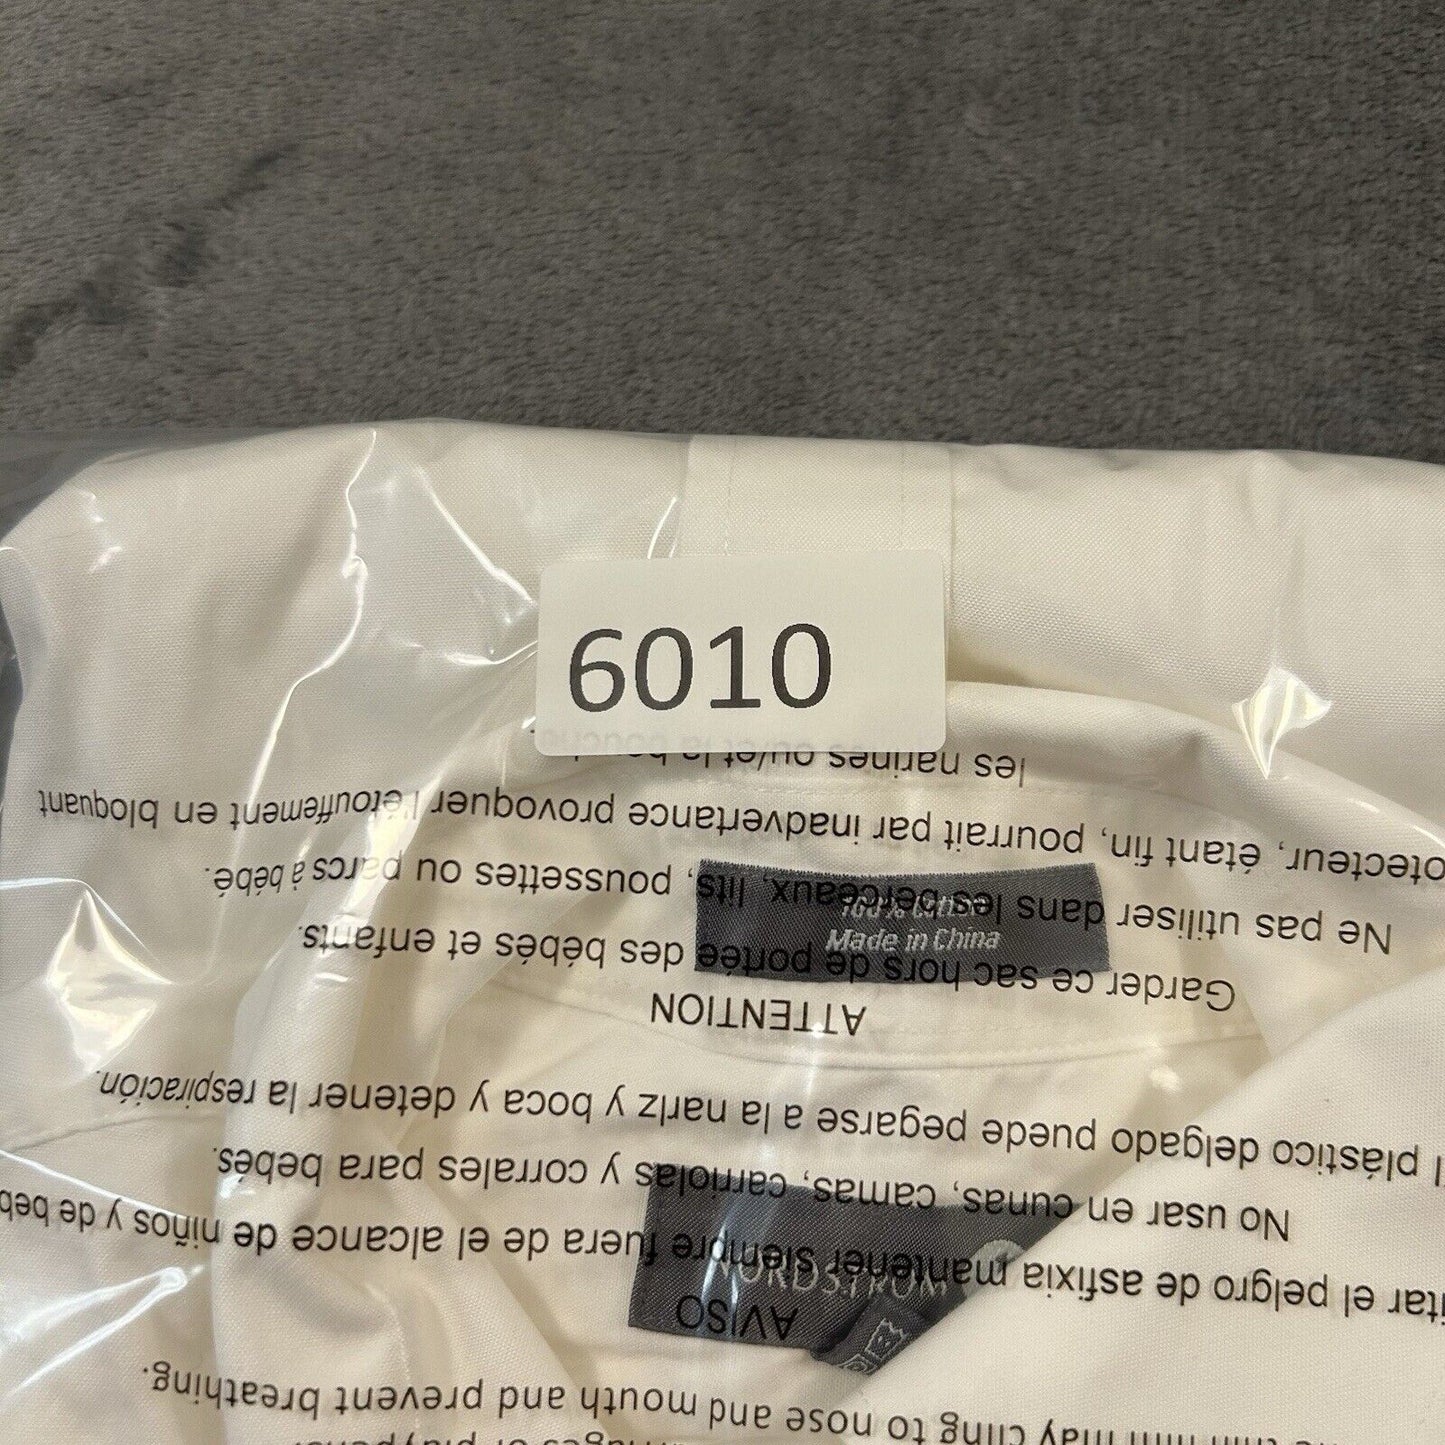 6010
100% Cotton
Made in China
NORDSTROM
thin film may cling to nose and mouth and prevent breathing.
AVISO
el pelgro de asfixia mantener siempre fuera de el alcance de niños y de
No usar en cunas, camas, carriolas y corrales para bebés.
plástico delgado puede pegarse a la narIz y boca y detener la respiración.
ATTENTION
Garder ce sac hors de portée des bébés et enfants.
Ne pas utiliser dans les berceaux, lits, poussettes ou parcs à bébé.
étant fin, pourrait par inadvertance provoquer l'étouffement en bloquant
les narines ou/et la bouche.